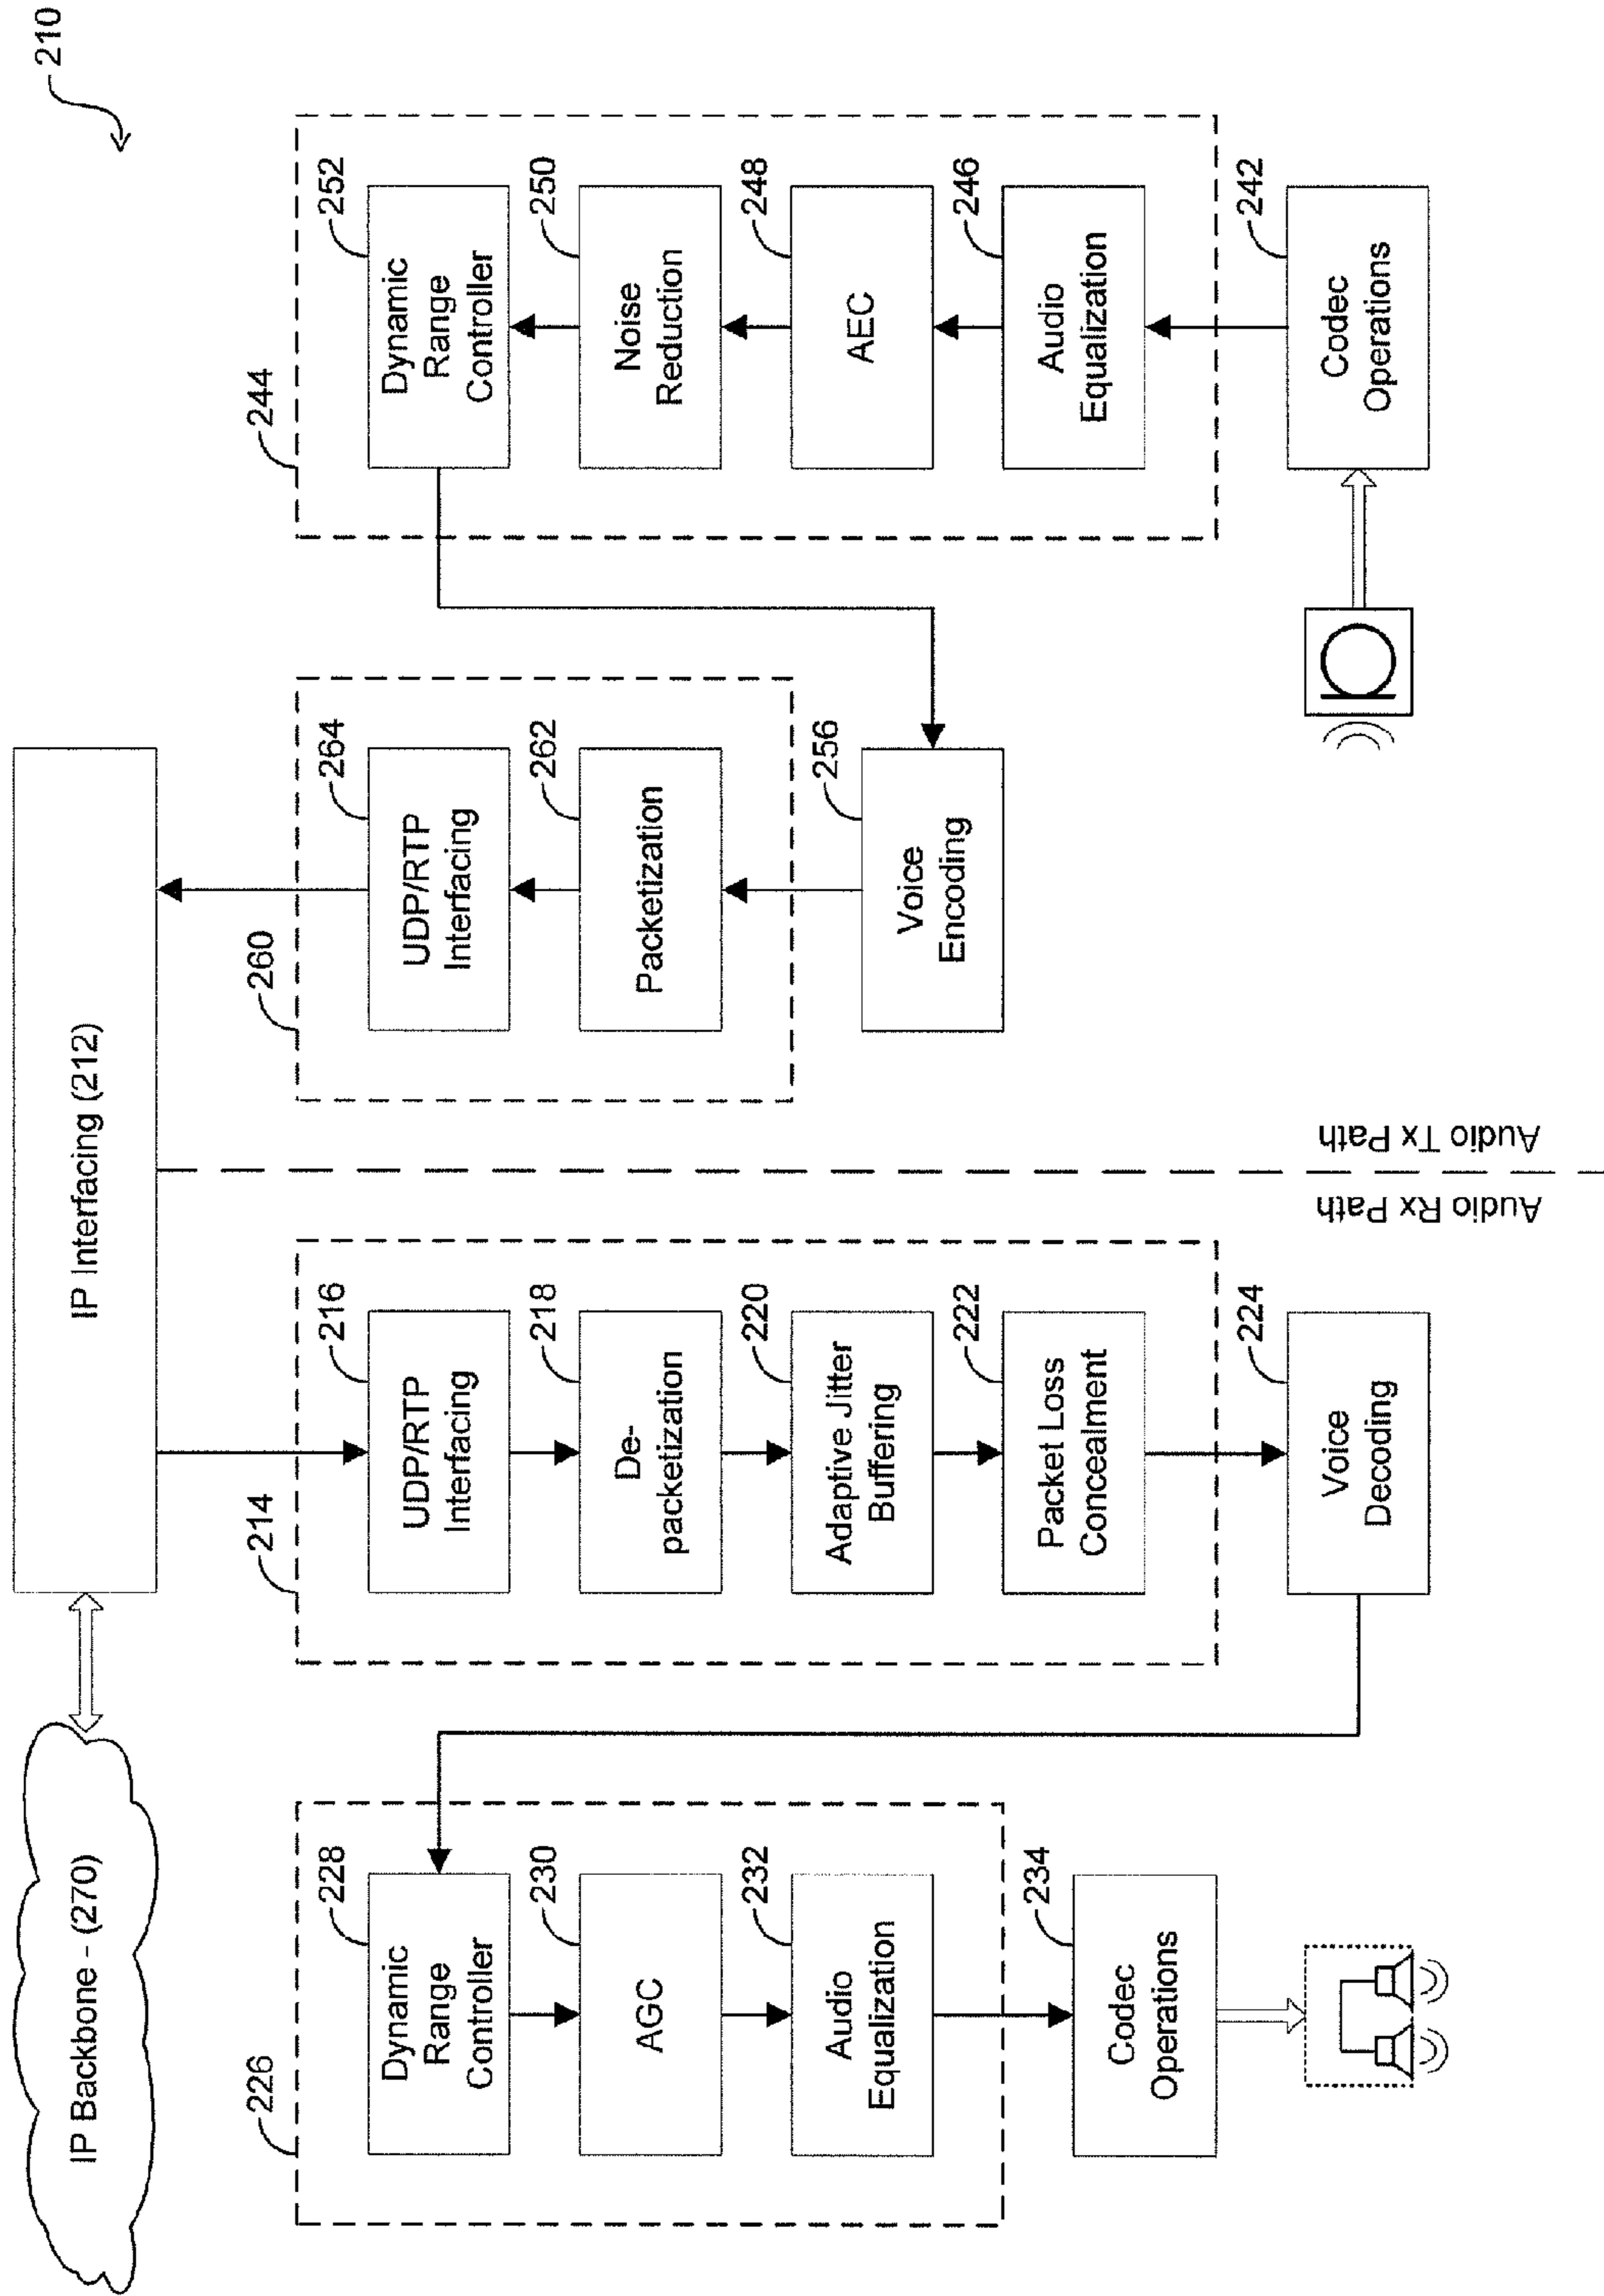 210
IP Backbone - (270)
IP Interfacing (212)
226
228
Dynamic
Range
Controller
230
AGC
232
Audio
Equalization
234
Codec
Operations
214
216
UDP/RTP
Interfacing
218
De-
packetization
220
Adaptive Jitter
Buffering
222
Packet Loss
Concealment
224
Voice
Decoding
Audio Rx Path
Audio Tx Path
260
264
UDP/RTP
Interfacing
262
Packetization
256
Voice
Encoding
244
252
Dynamic
Range
Controller
250
Noise
Reduction
248
AEC
246
Audio
Equalization
242
Codec
Operations